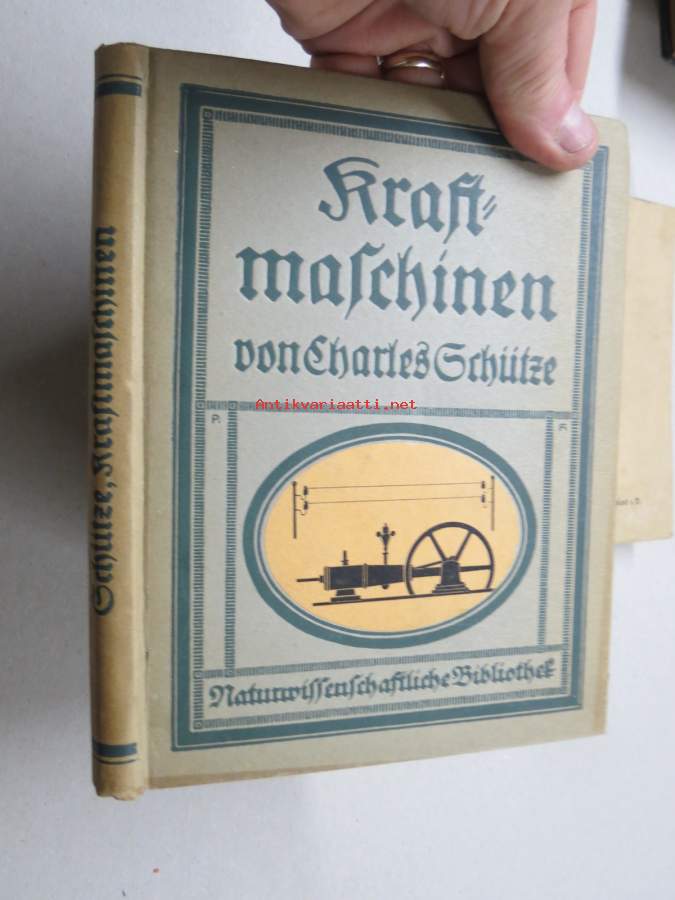 Kraft=
maschinen
von Charles Schütze
Antikvariaatti.net
P.
R.
Naturwissenschaftliche Bibliothek
Schütze, Kraftmaschinen